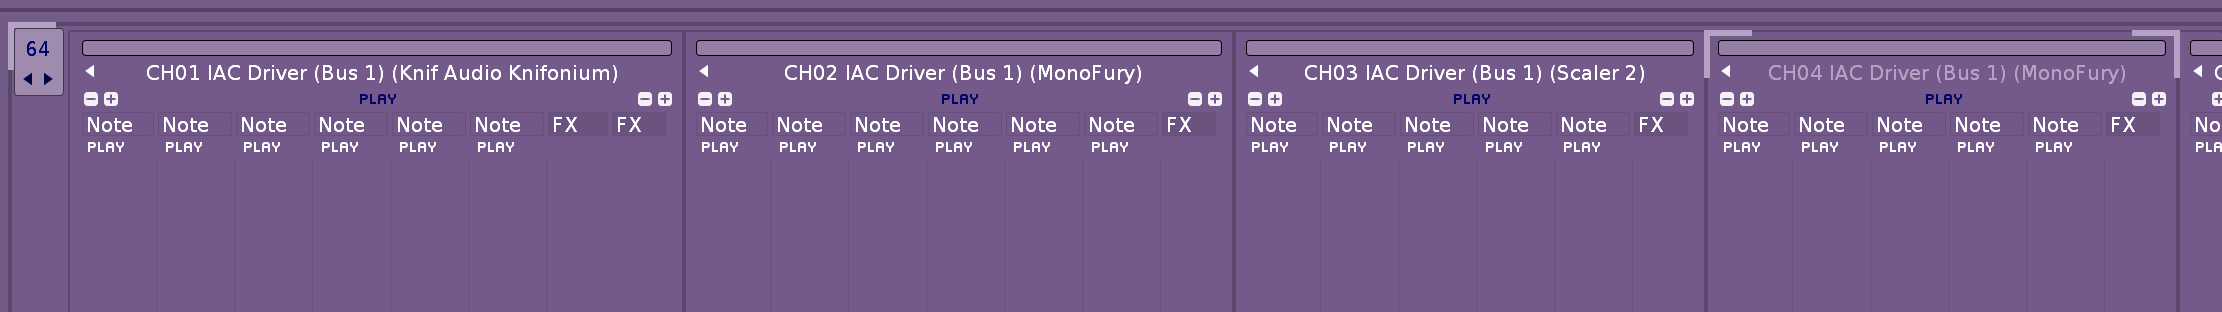 64
CH01 IAC Driver (Bus 1) (Knif Audio Knifonium)
PLAY
Note Note Note Note Note Note FX FX
PLAY PLAY PLAY PLAY PLAY PLAY
CH02 IAC Driver (Bus 1) (MonoFury)
PLAY
Note Note Note Note Note Note FX
PLAY PLAY PLAY PLAY PLAY PLAY
CH03 IAC Driver (Bus 1) (Scaler 2)
PLAY
Note Note Note Note Note FX
PLAY PLAY PLAY PLAY PLAY
CH04 IAC Driver (Bus 1) (MonoFury)
PLAY
Note Note Note Note Note FX
PLAY PLAY PLAY PLAY PLAY